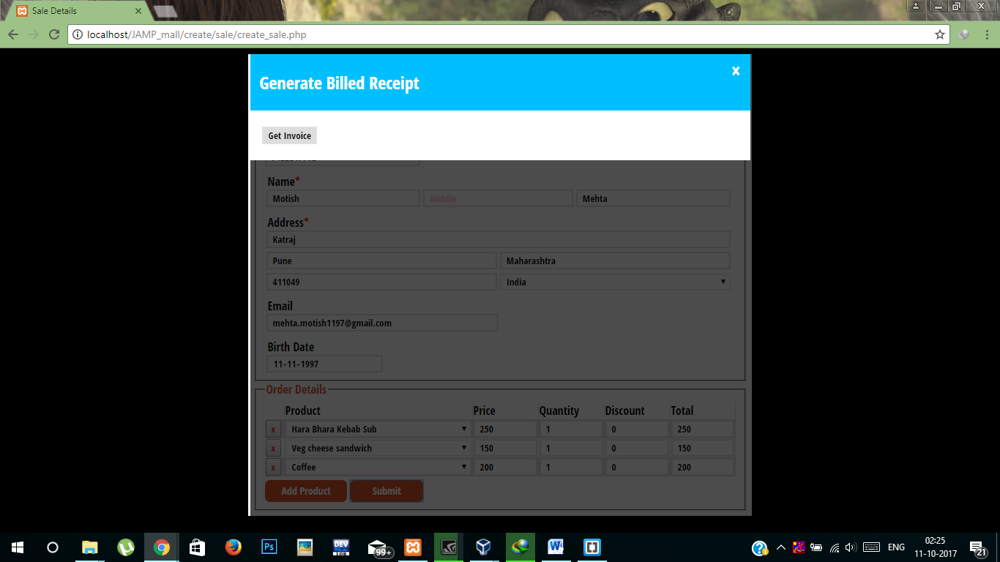 Sale Details
localhost/JAMP_mall/create/sale/create_sale.php
x
Generate Billed Receipt
Get Invoice
Name*
Motish Middle Mehta
Address*
Katraj
Pune Maharashtra
411049 India
Email
mehta.motish1197@gmail.com
Birth Date
11-11-1997
Order Details
Product Price Quantity Discount Total
x Hara Bhara Kebab Sub 250 1 0 250
x Veg cheese sandwich 150 1 0 150
x Coffee 200 1 0 200
Add Product Submit
Ps DEV 99+ W ENG 02:25
11-10-2017 21